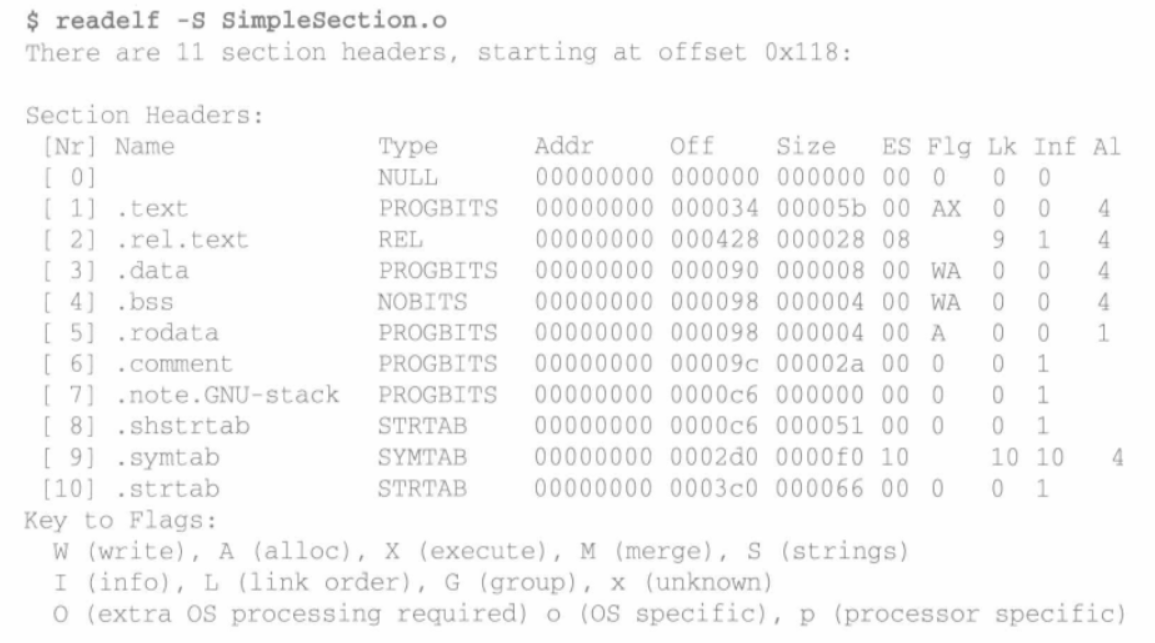 $ readelf -S SimpleSection.o
There are 11 section headers, starting at offset 0x118:
Section Headers:
[Nr] Name Type Addr Off Size ES Flg Lk Inf Al
[ 0] NULL 00000000 000000 000000 00 0 0 0
[ 1] .text PROGBITS 00000000 000034 00005b 00 AX 0 0 4
[ 2] .rel.text REL 00000000 000428 000028 08 9 1 4
[ 3] .data PROGBITS 00000000 000090 000008 00 WA 0 0 4
[ 4] .bss NOBITS 00000000 000098 000004 00 WA 0 0 4
[ 5] .rodata PROGBITS 00000000 000098 000004 00 A 0 0 1
[ 6] .comment PROGBITS 00000000 00009c 00002a 00 0 0 1
[ 7] .note.GNU-stack PROGBITS 00000000 0000c6 000000 00 0 0 1
[ 8] .shstrtab STRTAB 00000000 0000c6 000051 00 0 0 1
[ 9] .symtab SYMTAB 00000000 0002d0 0000f0 10 10 10 4
[10] .strtab STRTAB 00000000 0003c0 000066 00 0 0 1
Key to Flags:
W (write), A (alloc), X (execute), M (merge), S (strings)
I (info), L (link order), G (group), x (unknown)
O (extra OS processing required) o (OS specific), p (processor specific)